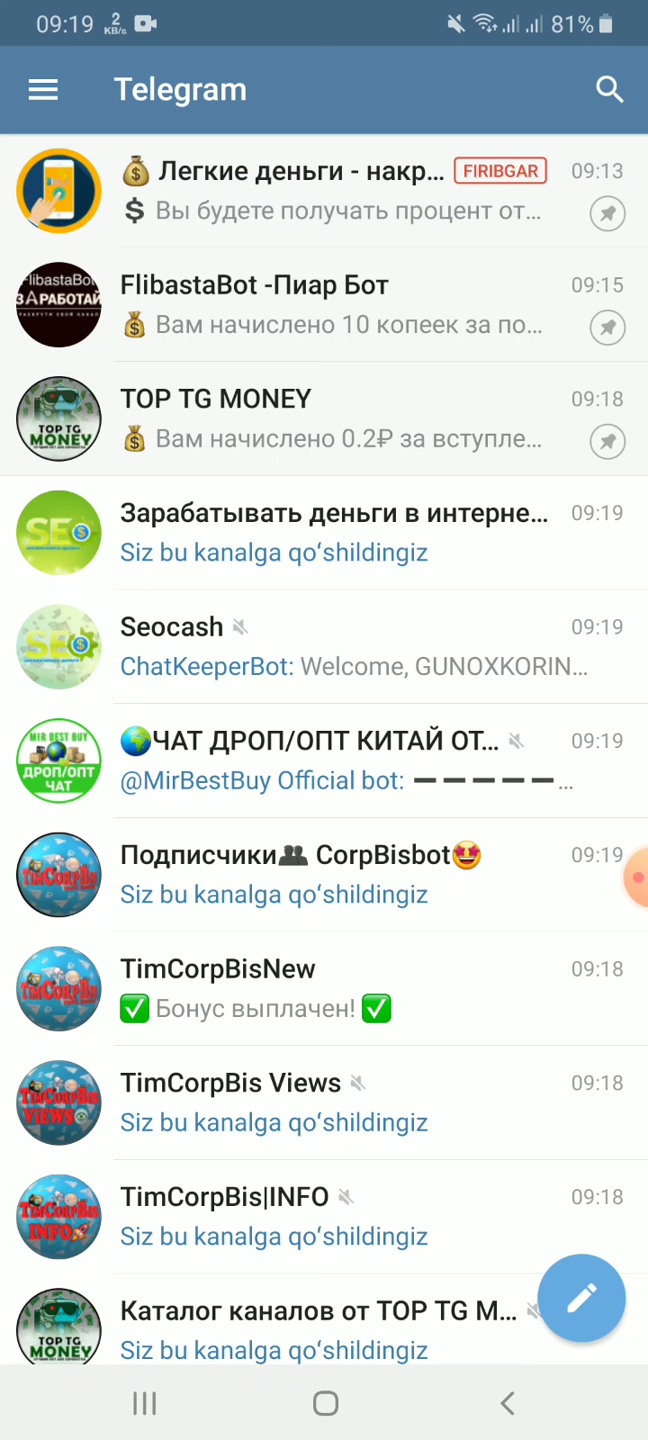 09:19 2 KB/s 81%
Telegram
💰 Легкие деньги - накр... FIRIBGAR 09:13
$ Вы будете получать процент от...
FlibastaBot -Пиар Бот 09:15
💰 Вам начислено 10 копеек за по...
TOP TG MONEY 09:18
💰 Вам начислено 0.2₽ за вступле...
Зарабатывать деньги в интерне... 09:19
Siz bu kanalga qo‘shildingiz
Seocash 09:19
ChatKeeperBot: Welcome, GUNOXKORIN...
🌍ЧАТ ДРОП/ОПТ КИТАЙ ОТ... 09:19
@MirBestBuy Official bot: ➖➖➖➖➖...
Подписчики👥 CorpBisbot🤩 09:19
Siz bu kanalga qo‘shildingiz
TimCorpBisNew 09:18
✅ Бонус выплачен! ✅
TimCorpBis Views 09:18
Siz bu kanalga qo‘shildingiz
TimCorpBis|INFO 09:18
Siz bu kanalga qo‘shildingiz
Каталог каналов от TOP TG M...
Siz bu kanalga qo‘shildingiz